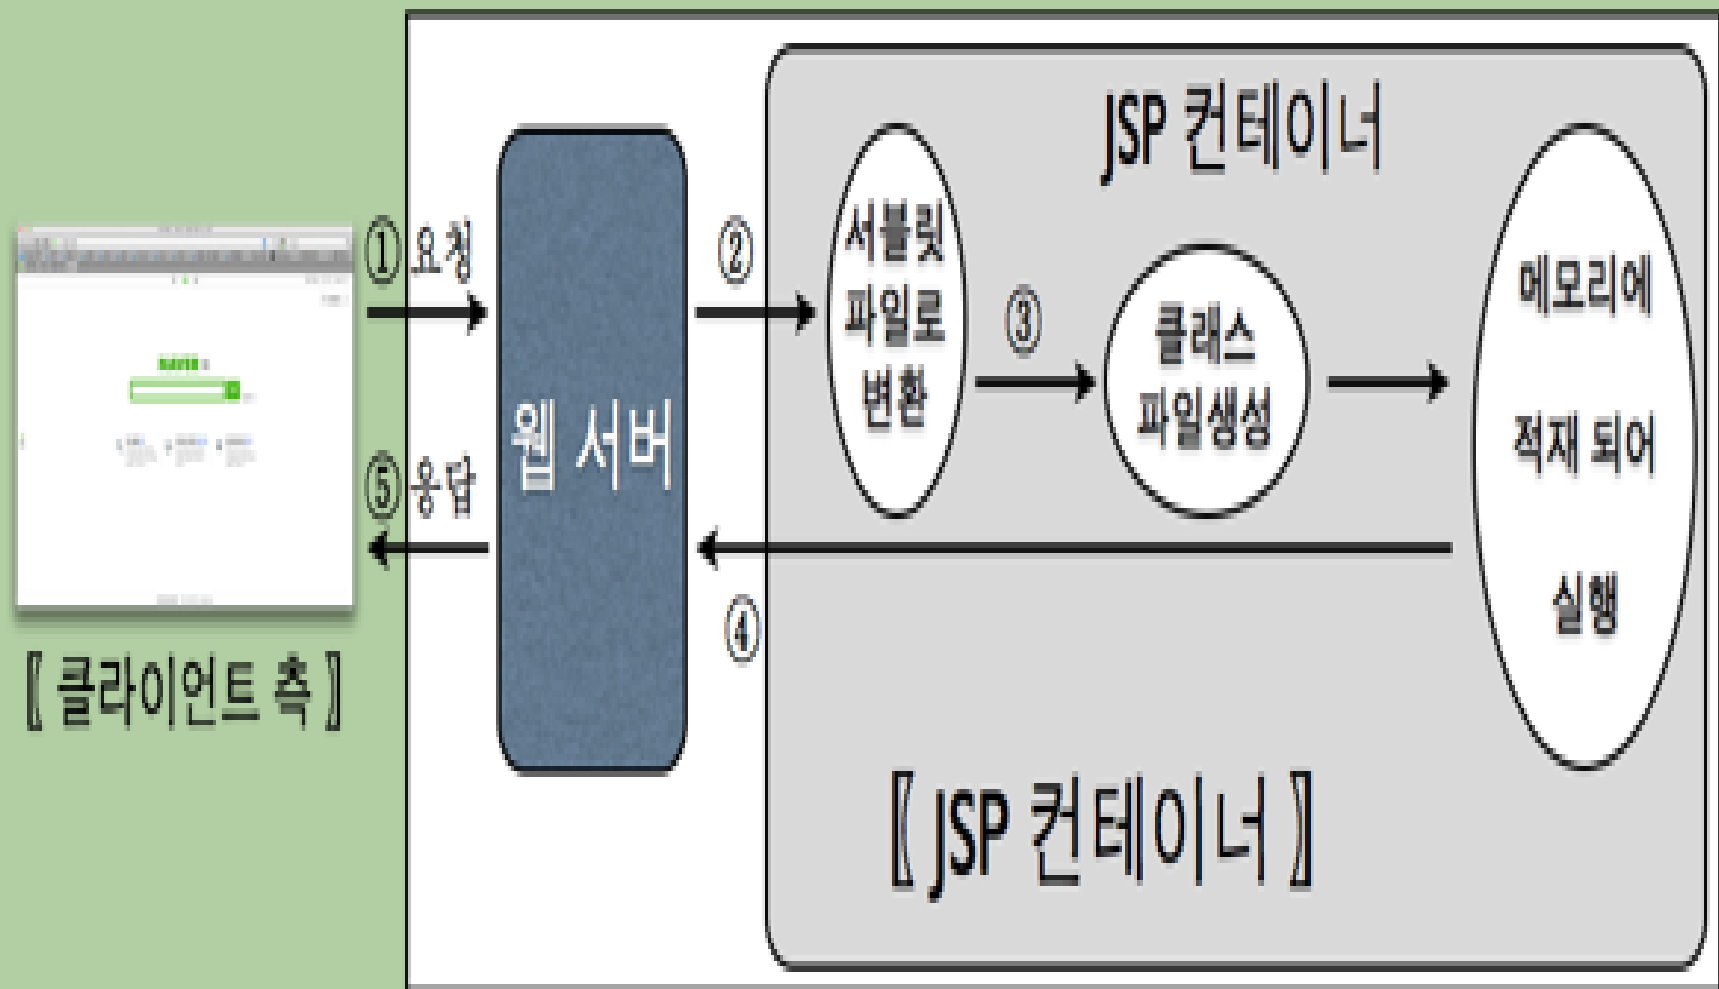 JSP 컨테이너
① 요청
②
서블릿
파일로
변환
③
클래스
파일생성
메모리에
적재 되어
실행
웹 서버
④
⑤ 응답
〖 클라이언트 측 〗
〖 JSP 컨테이너 〗